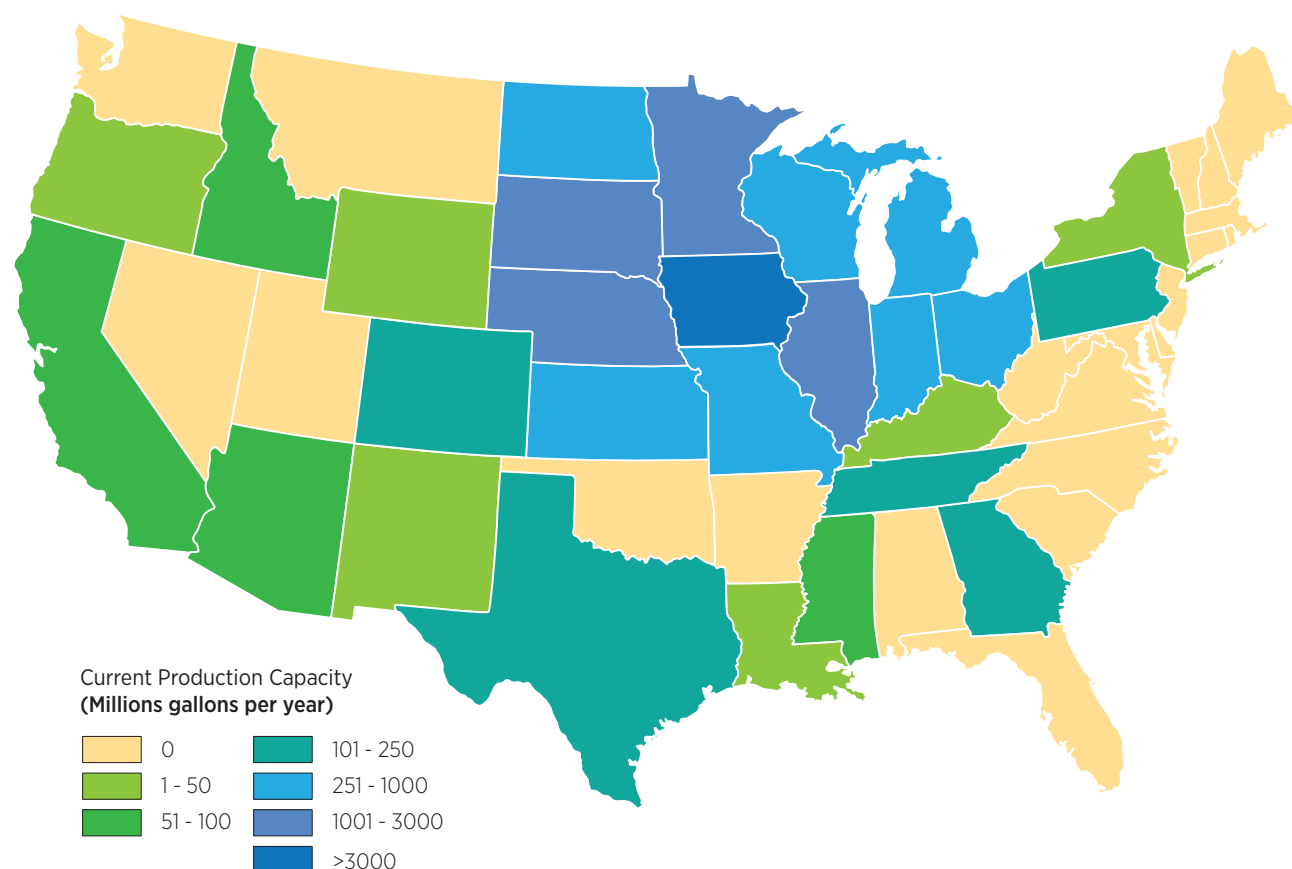 Current Production Capacity
(Millions gallons per year)
0
1 - 50
51 - 100
101 - 250
251 - 1000
1001 - 3000
>3000